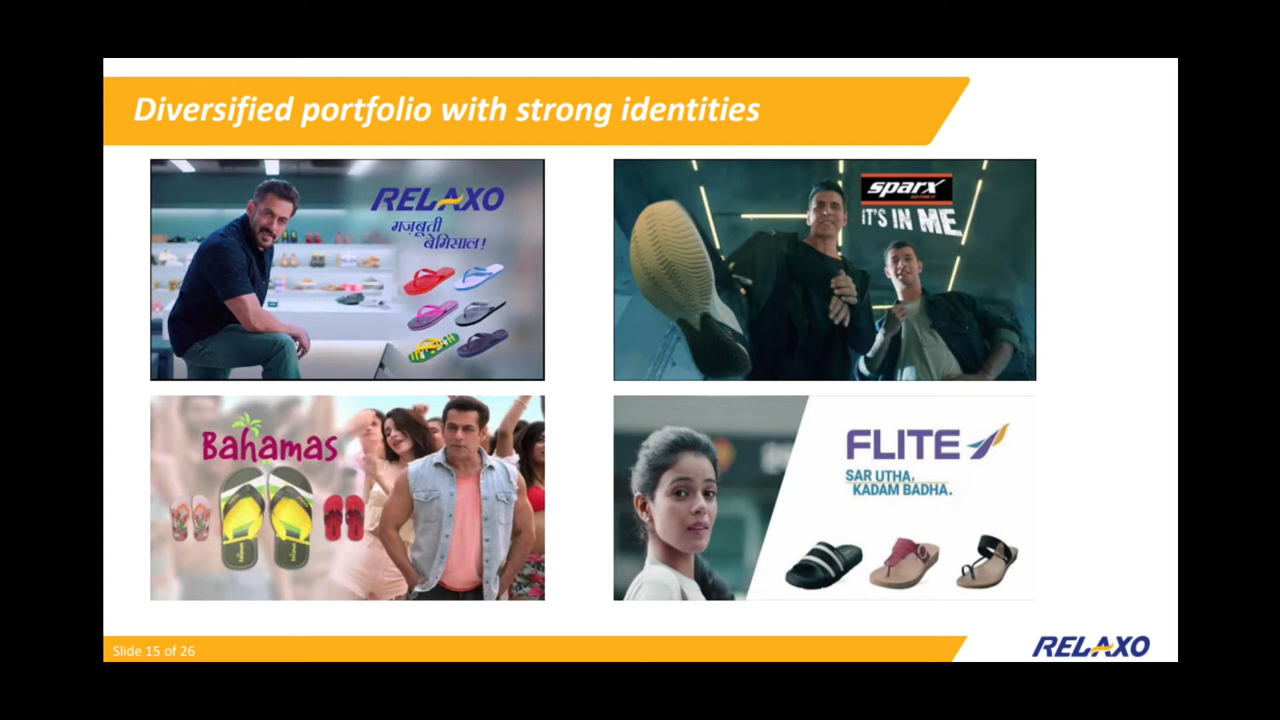 Diversified portfolio with strong identities
RELAXO
मज़बूती
बेमिसाल!
sparx
IT'S IN ME
Bahamas
FLITE
SAR UTHA,
KADAM BADHA.
Slide 15 of 26
RELAXO